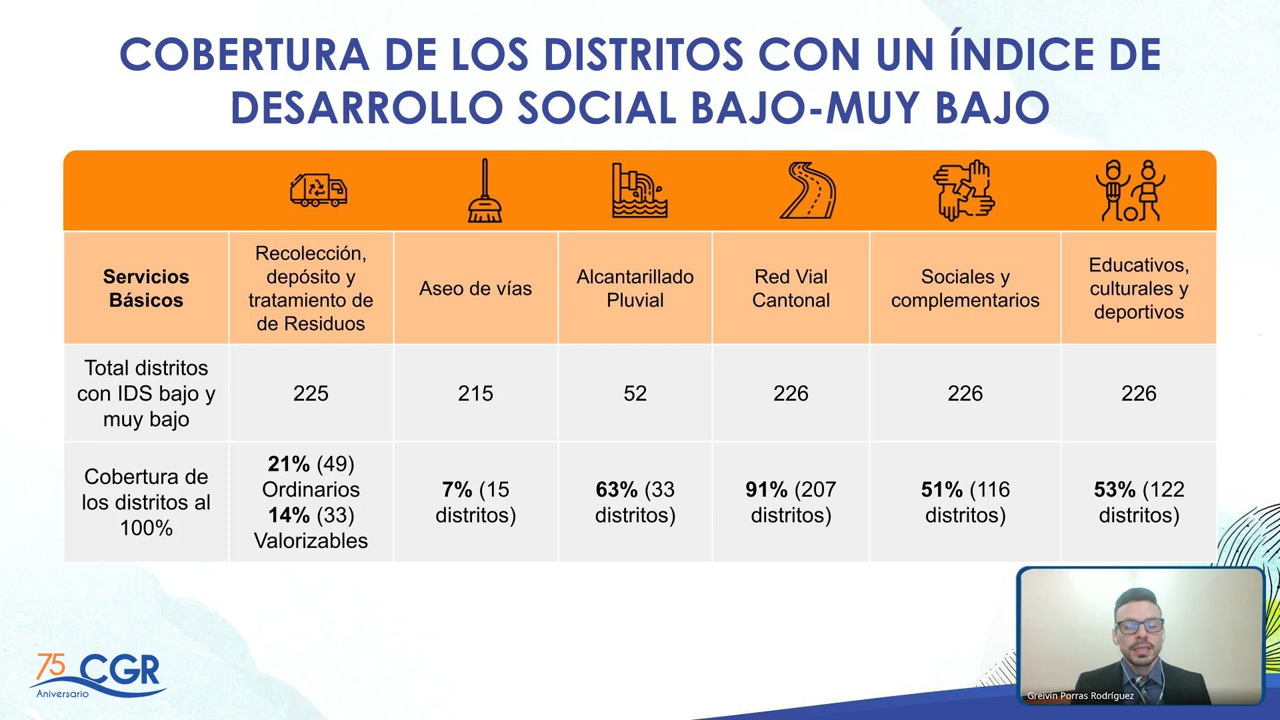 COBERTURA DE LOS DISTRITOS CON UN ÍNDICE DE
DESARROLLO SOCIAL BAJO-MUY BAJO
Servicios
Básicos
Recolección,
depósito y
tratamiento de
de Residuos
Aseo de vías
Alcantarillado
Pluvial
Red Vial
Cantonal
Sociales y
complementarios
Educativos,
culturales y
deportivos
Total distritos
con IDS bajo y
muy bajo
225
215
52
226
226
226
Cobertura de
los distritos al
100%
21% (49)
Ordinarios
14% (33)
Valorizables
7% (15
distritos)
63% (33
distritos)
91% (207
distritos)
51% (116
distritos)
53% (122
distritos)
75 CGR
Aniversario
Greivin Porras Rodríguez